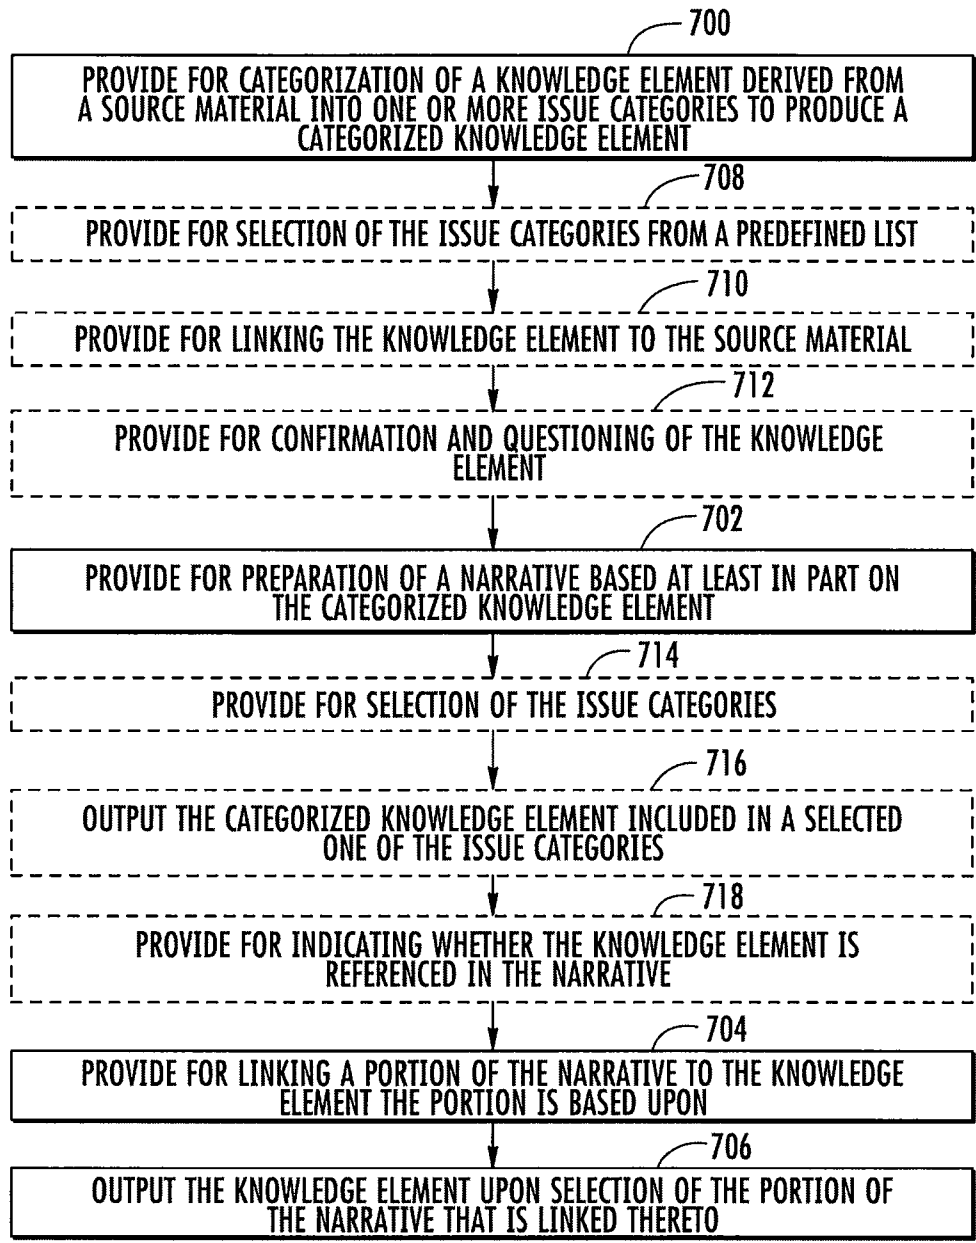 700
PROVIDE FOR CATEGORIZATION OF A KNOWLEDGE ELEMENT DERIVED FROM
A SOURCE MATERIAL INTO ONE OR MORE ISSUE CATEGORIES TO PRODUCE A
CATEGORIZED KNOWLEDGE ELEMENT
708
PROVIDE FOR SELECTION OF THE ISSUE CATEGORIES FROM A PREDEFINED LIST
710
PROVIDE FOR LINKING THE KNOWLEDGE ELEMENT TO THE SOURCE MATERIAL
712
PROVIDE FOR CONFIRMATION AND QUESTIONING OF THE KNOWLEDGE
ELEMENT
702
PROVIDE FOR PREPARATION OF A NARRATIVE BASED AT LEAST IN PART ON
THE CATEGORIZED KNOWLEDGE ELEMENT
714
PROVIDE FOR SELECTION OF THE ISSUE CATEGORIES
716
OUTPUT THE CATEGORIZED KNOWLEDGE ELEMENT INCLUDED IN A SELECTED
ONE OF THE ISSUE CATEGORIES
718
PROVIDE FOR INDICATING WHETHER THE KNOWLEDGE ELEMENT IS
REFERENCED IN THE NARRATIVE
704
PROVIDE FOR LINKING A PORTION OF THE NARRATIVE TO THE KNOWLEDGE
ELEMENT THE PORTION IS BASED UPON
706
OUTPUT THE KNOWLEDGE ELEMENT UPON SELECTION OF THE PORTION OF
THE NARRATIVE THAT IS LINKED THERETO